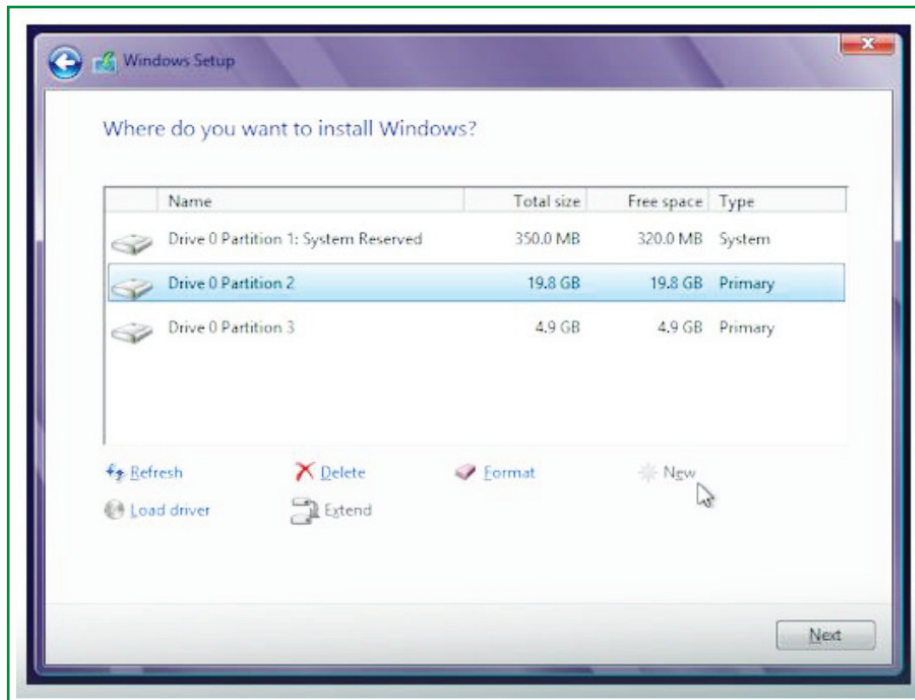 Windows Setup
Where do you want to install Windows?
Name Total size Free space Type
Drive 0 Partition 1: System Reserved 350.0 MB 320.0 MB System
Drive 0 Partition 2 19.8 GB 19.8 GB Primary
Drive 0 Partition 3 4.9 GB 4.9 GB Primary
Refresh Delete Format New
Load driver Extend
Next